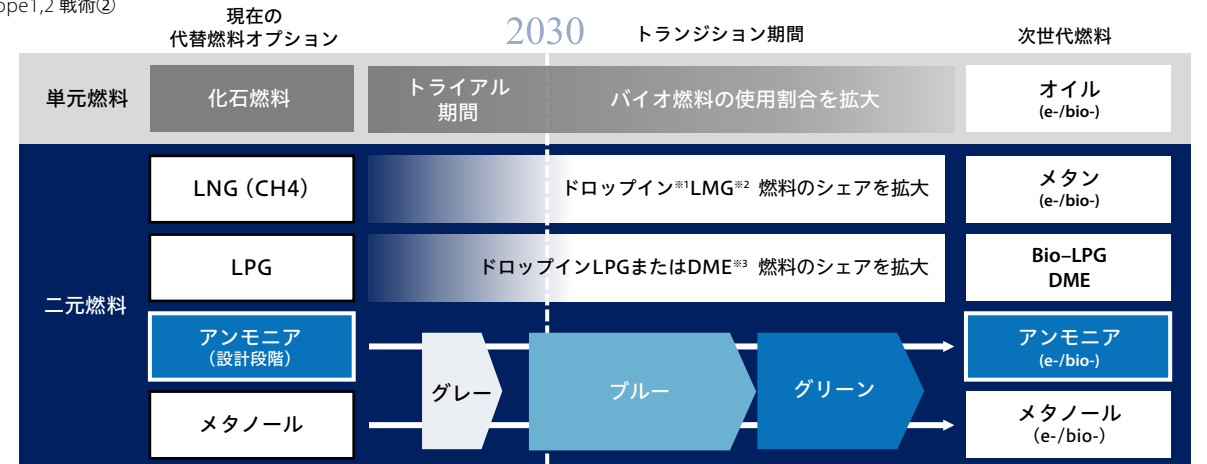 ope1,2 戦術②
現在の
代替燃料オプション
2030
トランジション期間
次世代燃料
単元燃料
化石燃料
トライアル
期間
バイオ燃料の使用割合を拡大
オイル
(e-/bio-)
二元燃料
LNG(CH4)
ドロップイン※1LMG※2 燃料のシェアを拡大
メタン
(e-/bio-)
LPG
ドロップインLPGまたはDME※3 燃料のシェアを拡大
Bio–LPG
DME
アンモニア
(設計段階)
グレー
ブルー
グリーン
アンモニア
(e-/bio-)
メタノール
メタノール
(e-/bio-)